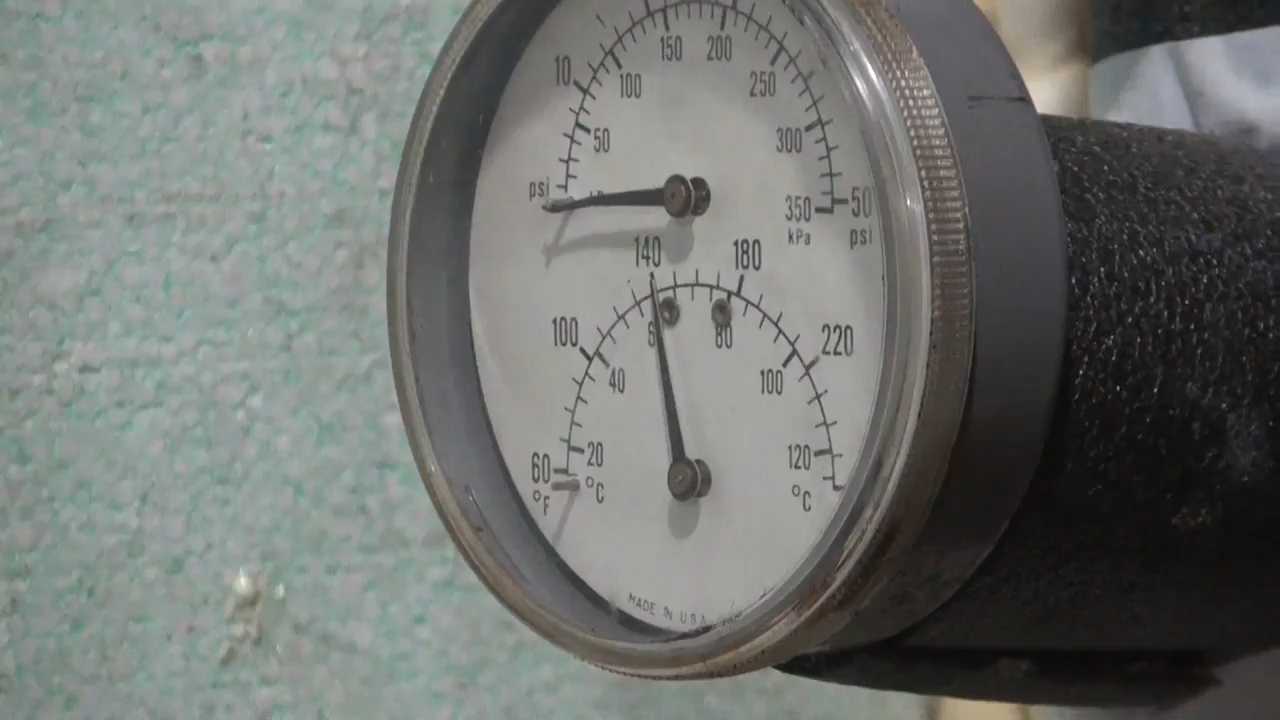 150 200
10 100 250
50 300
psi 350 50
kPa psi
140 180
100 60 80 220
40 100
60 20 120
°F °C °C
MADE IN U.S.A.